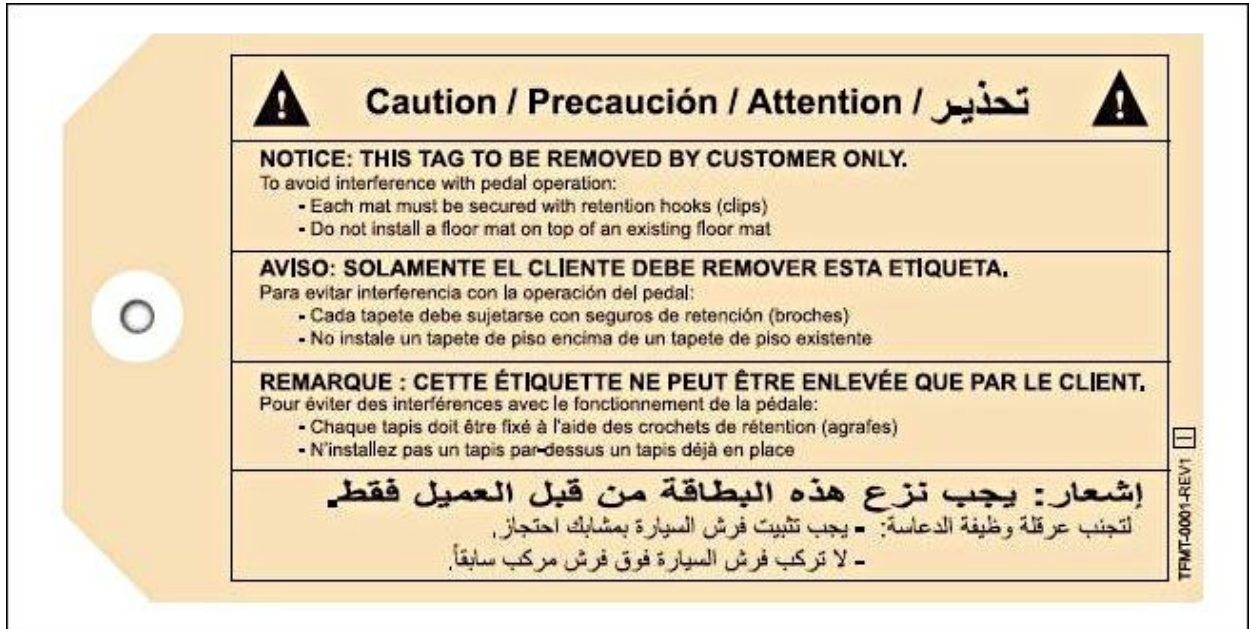 Caution / Precaución / Attention / تحذير
NOTICE: THIS TAG TO BE REMOVED BY CUSTOMER ONLY.
To avoid interference with pedal operation:
- Each mat must be secured with retention hooks (clips)
- Do not install a floor mat on top of an existing floor mat
AVISO: SOLAMENTE EL CLIENTE DEBE REMOVER ESTA ETIQUETA.
Para evitar interferencia con la operación del pedal:
- Cada tapete debe sujetarse con seguros de retención (broches)
- No instale un tapete de piso encima de un tapete de piso existente
REMARQUE : CETTE ÉTIQUETTE NE PEUT ÊTRE ENLEVÉE QUE PAR LE CLIENT.
Pour éviter des interférences avec le fonctionnement de la pédale:
- Chaque tapis doit être fixé à l'aide des crochets de rétention (agrafes)
- N'installez pas un tapis par-dessus un tapis déjà en place
إشعار: يجب نزع هذه البطاقة من قبل العميل فقط.
لتجنب عرقلة وظيفة الدعاسة: - يجب تثبيت فرش السيارة بمشابك احتجاز.
- لا تركب فرش السيارة فوق فرش مركب سابقاً.
TFMT-0001-REV1